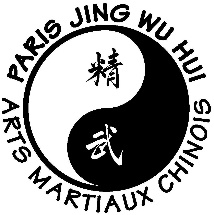 PARIS JING WU HUI
精
武
ARTS MARTIAUX CHINOIS